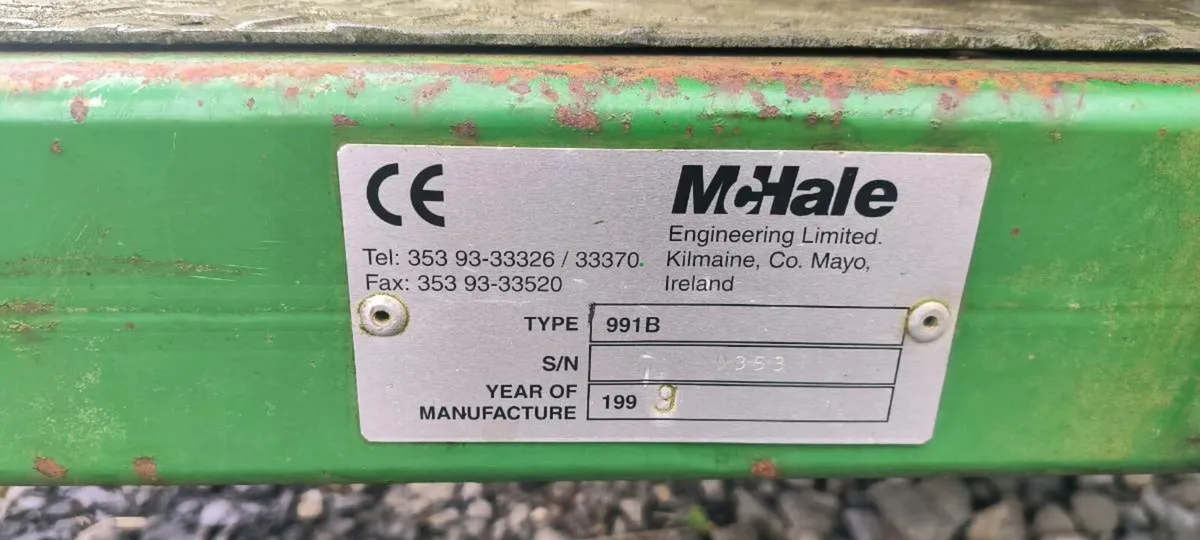 CE
McHale
Engineering Limited.
Kilmaine, Co. Mayo,
Ireland
Tel: 353 93-33326 / 33370.
Fax: 353 93-33520
TYPE 991B
S/N
YEAR OF MANUFACTURE 199 9